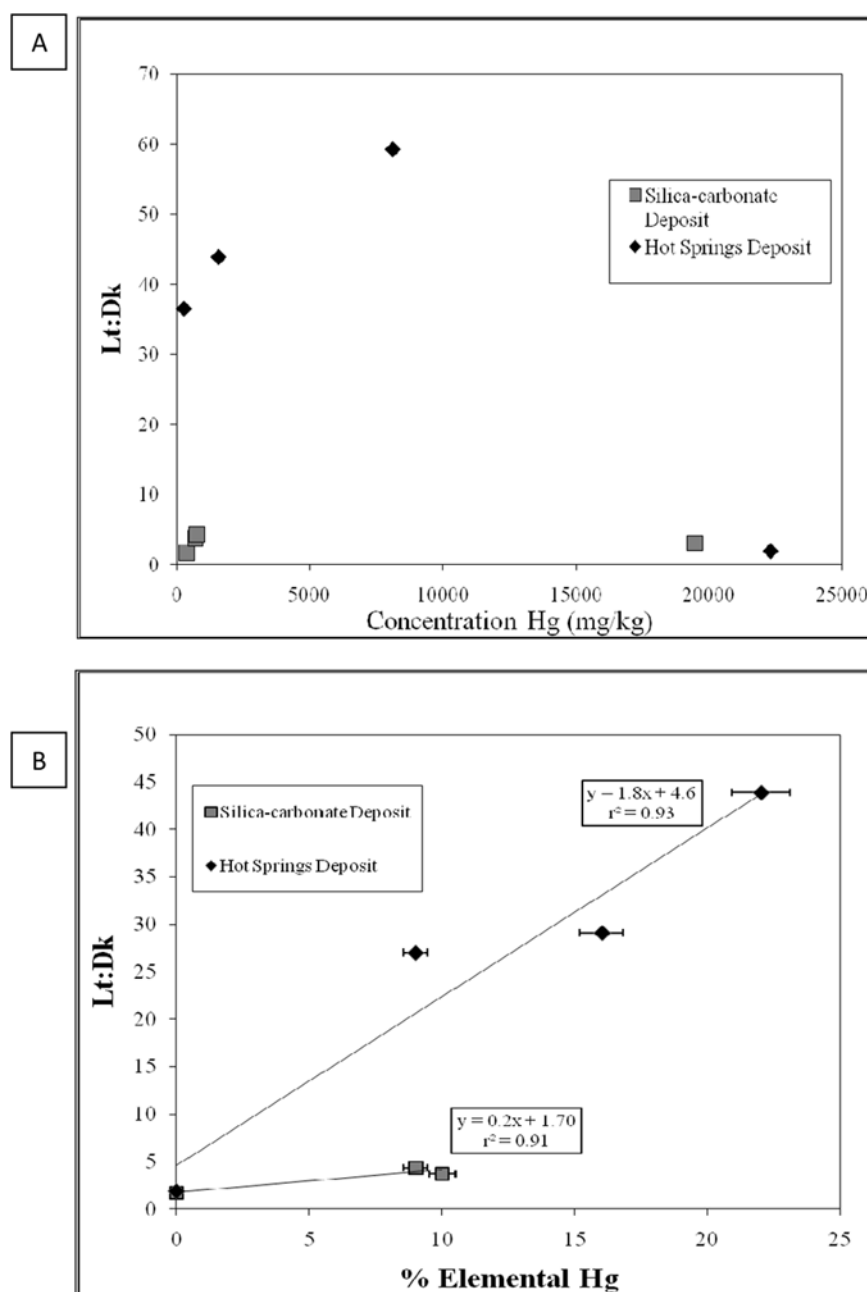 A
70
60
50
40
30
20
10
0
Lt:Dk
Silica-carbonate
Deposit
Hot Springs Deposit
0 5000 10000 15000 20000 25000
Concentration Hg (mg/kg)
B
50
45
40
35
30
25
20
15
10
5
0
Lt:Dk
Silica-carbonate Deposit
Hot Springs Deposit
y – 1.8x + 4.6
r² = 0.93
y = 0.2x + 1.70
r² = 0.91
0 5 10 15 20 25
% Elemental Hg